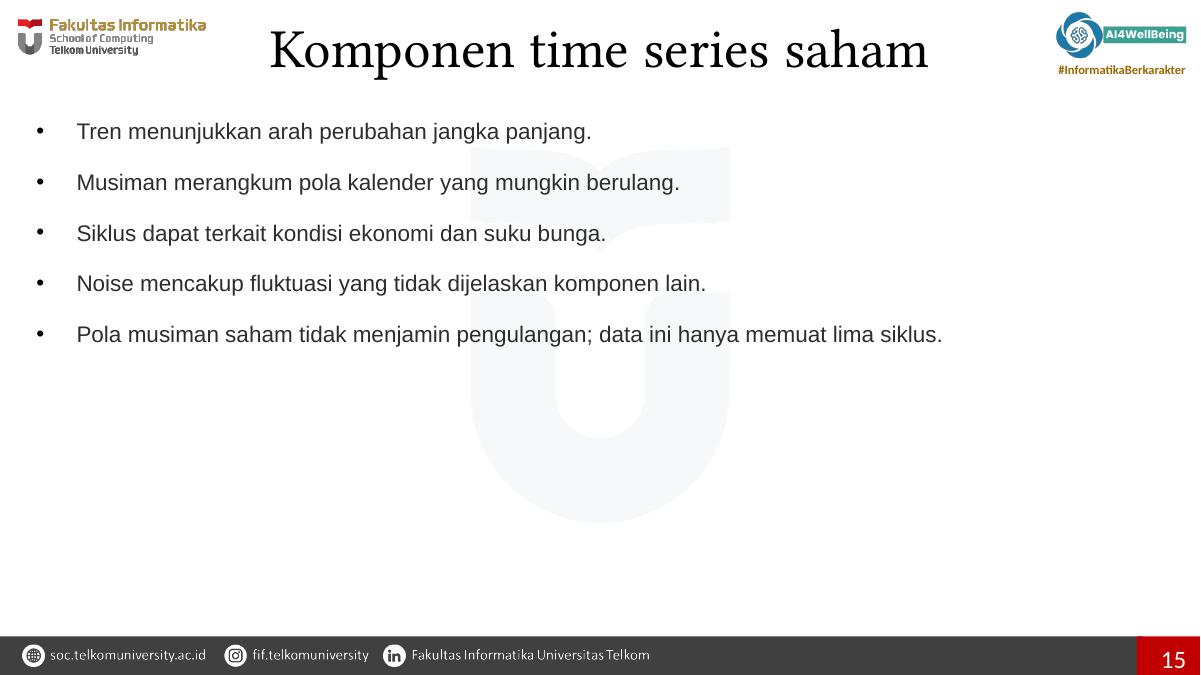 Fakultas Informatika
School of Computing
Telkom University
Komponen time series saham
AI4WellBeing
#InformatikaBerkarakter
• Tren menunjukkan arah perubahan jangka panjang.
• Musiman merangkum pola kalender yang mungkin berulang.
• Siklus dapat terkait kondisi ekonomi dan suku bunga.
• Noise mencakup fluktuasi yang tidak dijelaskan komponen lain.
• Pola musiman saham tidak menjamin pengulangan; data ini hanya memuat lima siklus.
soc.telkomuniversity.ac.id fif.telkomuniversity in Fakultas Informatika Universitas Telkom
15